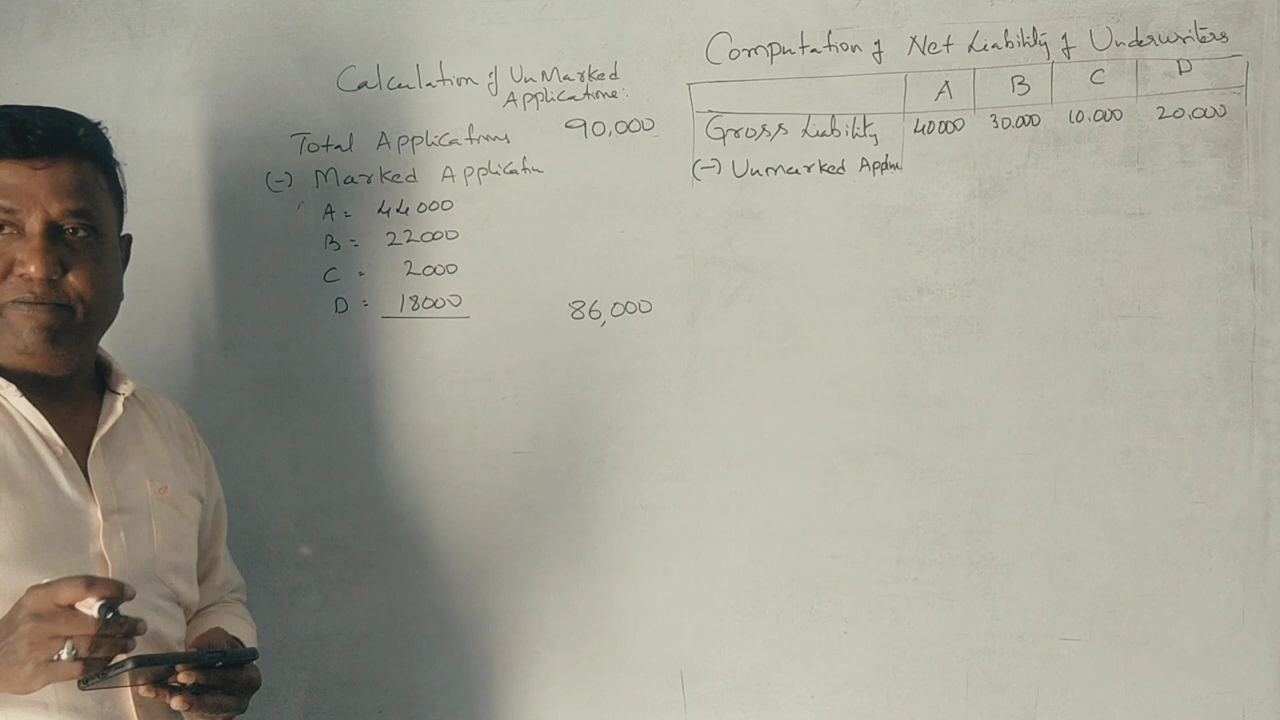 Calculation of UnMarked
Applications:
Total Applications 90,000
(-) Marked Application
A = 44000
B = 22000
C = 2000
D = 18000 86,000
Computation of Net Liability of Underwriters
A B C D
Gross Liability 40000 30.000 10.000 20.000
(-) Unmarked Appln